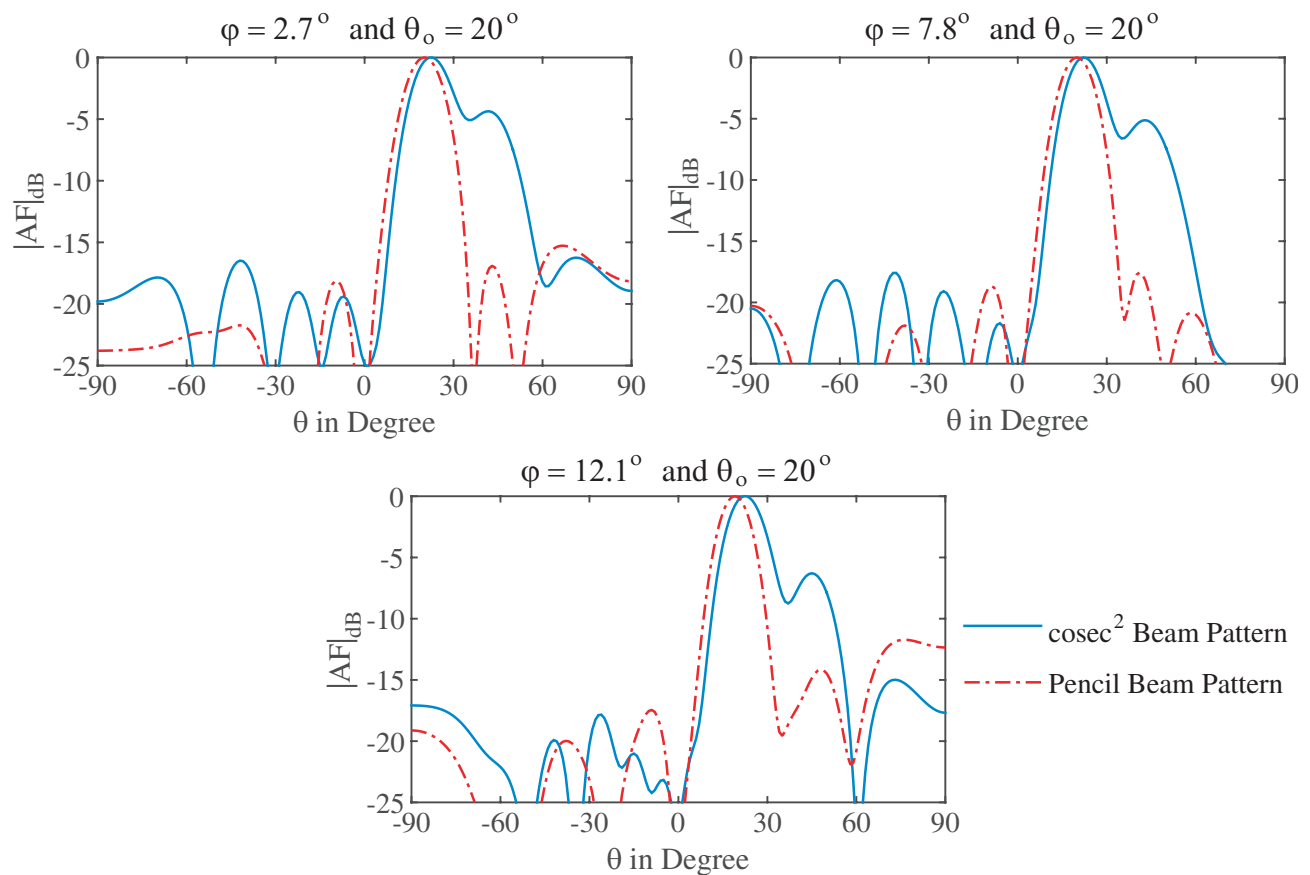 φ = 2.7° and θₒ = 20°
0
-5
-10
-15
-20
-25
|AF|dB
-90 -60 -30 0 30 60 90
θ in Degree
φ = 7.8° and θₒ = 20°
0
-5
-10
-15
-20
-25
|AF|dB
-90 -60 -30 0 30 60 90
θ in Degree
φ = 12.1° and θₒ = 20°
0
-5
-10
-15
-20
-25
|AF|dB
-90 -60 -30 0 30 60 90
θ in Degree
cosec² Beam Pattern
Pencil Beam Pattern